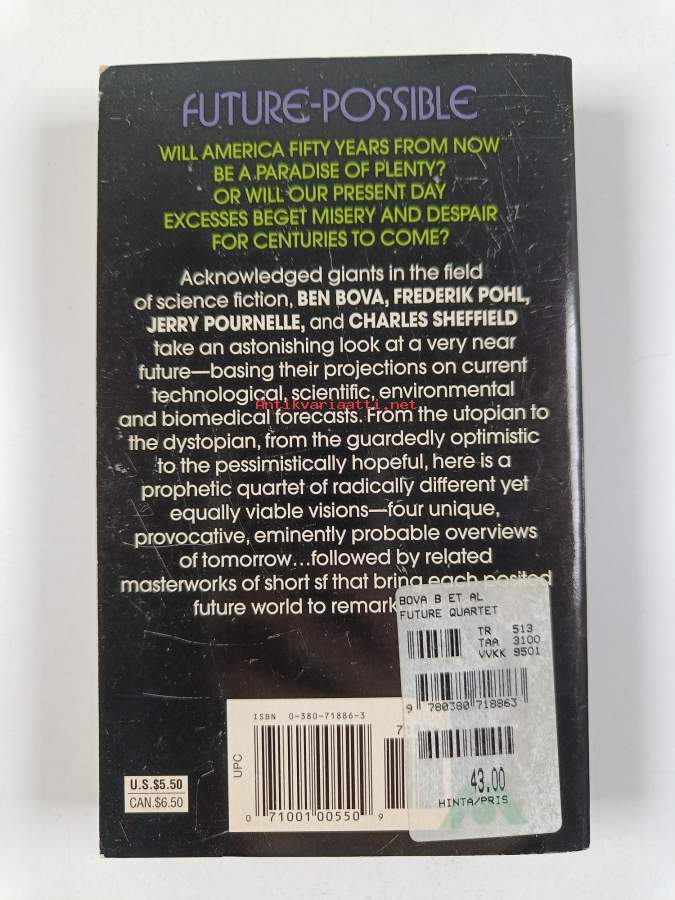 FUTURE-POSSIBLE
WILL AMERICA FIFTY YEARS FROM NOW
BE A PARADISE OF PLENTY?
OR WILL OUR PRESENT DAY
EXCESSES BEGET MISERY AND DESPAIR
FOR CENTURIES TO COME?
Acknowledged giants in the field
of science fiction, BEN BOVA, FREDERIK POHL,
JERRY POURNELLE, and CHARLES SHEFFIELD
take an astonishing look at a very near
future—basing their projections on current
technological, scientific, environmental
Antikvariaatti.net
and biomedical forecasts. From the utopian to
the dystopian, from the guardedly optimistic
to the pessimistically hopeful, here is a
prophetic quartet of radically different yet
equally viable visions—four unique,
provocative, eminently probable overviews
of tomorrow...followed by related
masterworks of short sf that bring each posited
future world to
BOVA B ET AL
FUTURE QUARTET
TR 513
TAA 3100
VVKK 9501
9 780380 718863
43.00
HINTA/PRIS
ISBN 0-380-71886-3
UPC
0 71001 00550 9
U.S.$5.50
CAN.$6.50